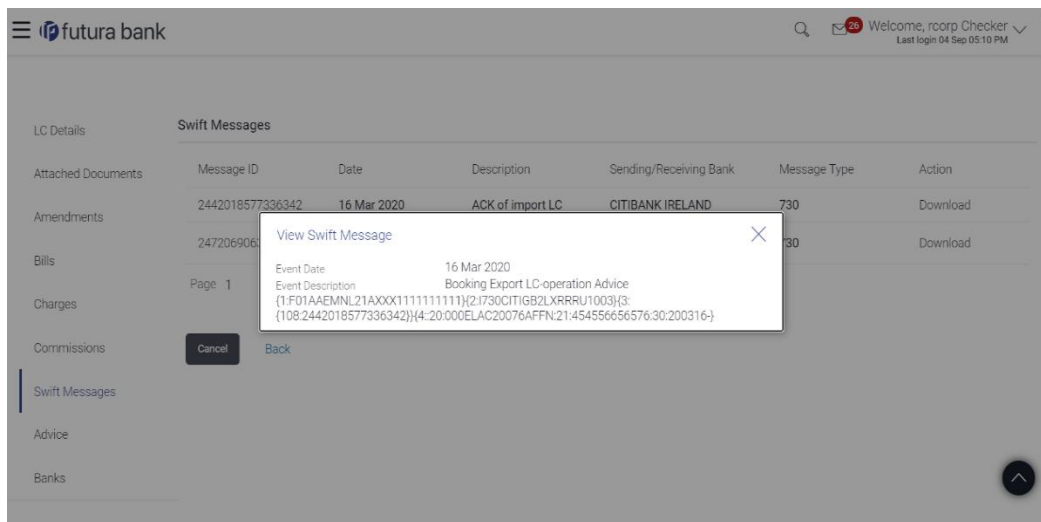 futura bank
26
Welcome, rcorp Checker
Last login 04 Sep 05:10 PM
LC Details
Attached Documents
Amendments
Bills
Charges
Commissions
Swift Messages
Advice
Banks
Swift Messages
Message ID Date Description Sending/Receiving Bank Message Type Action
2442018577336342 16 Mar 2020 ACK of import LC CITIBANK IRELAND 730 Download
Download
Page 1
Cancel Back
View Swift Message
Event Date 16 Mar 2020
Event Description Booking Export LC-operation Advice
{1:F01AAEMNL21AXXX1111111111}{2:I730CITIGB2LXRRRU1003}{3:
{108:2442018577336342}}{4::20:000ELAC20076AFFN:21:454556656576:30:200316-}